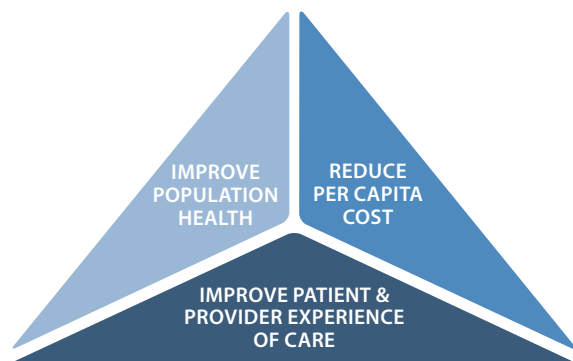 IMPROVE
POPULATION
HEALTH
REDUCE
PER CAPITA
COST
IMPROVE PATIENT &
PROVIDER EXPERIENCE
OF CARE